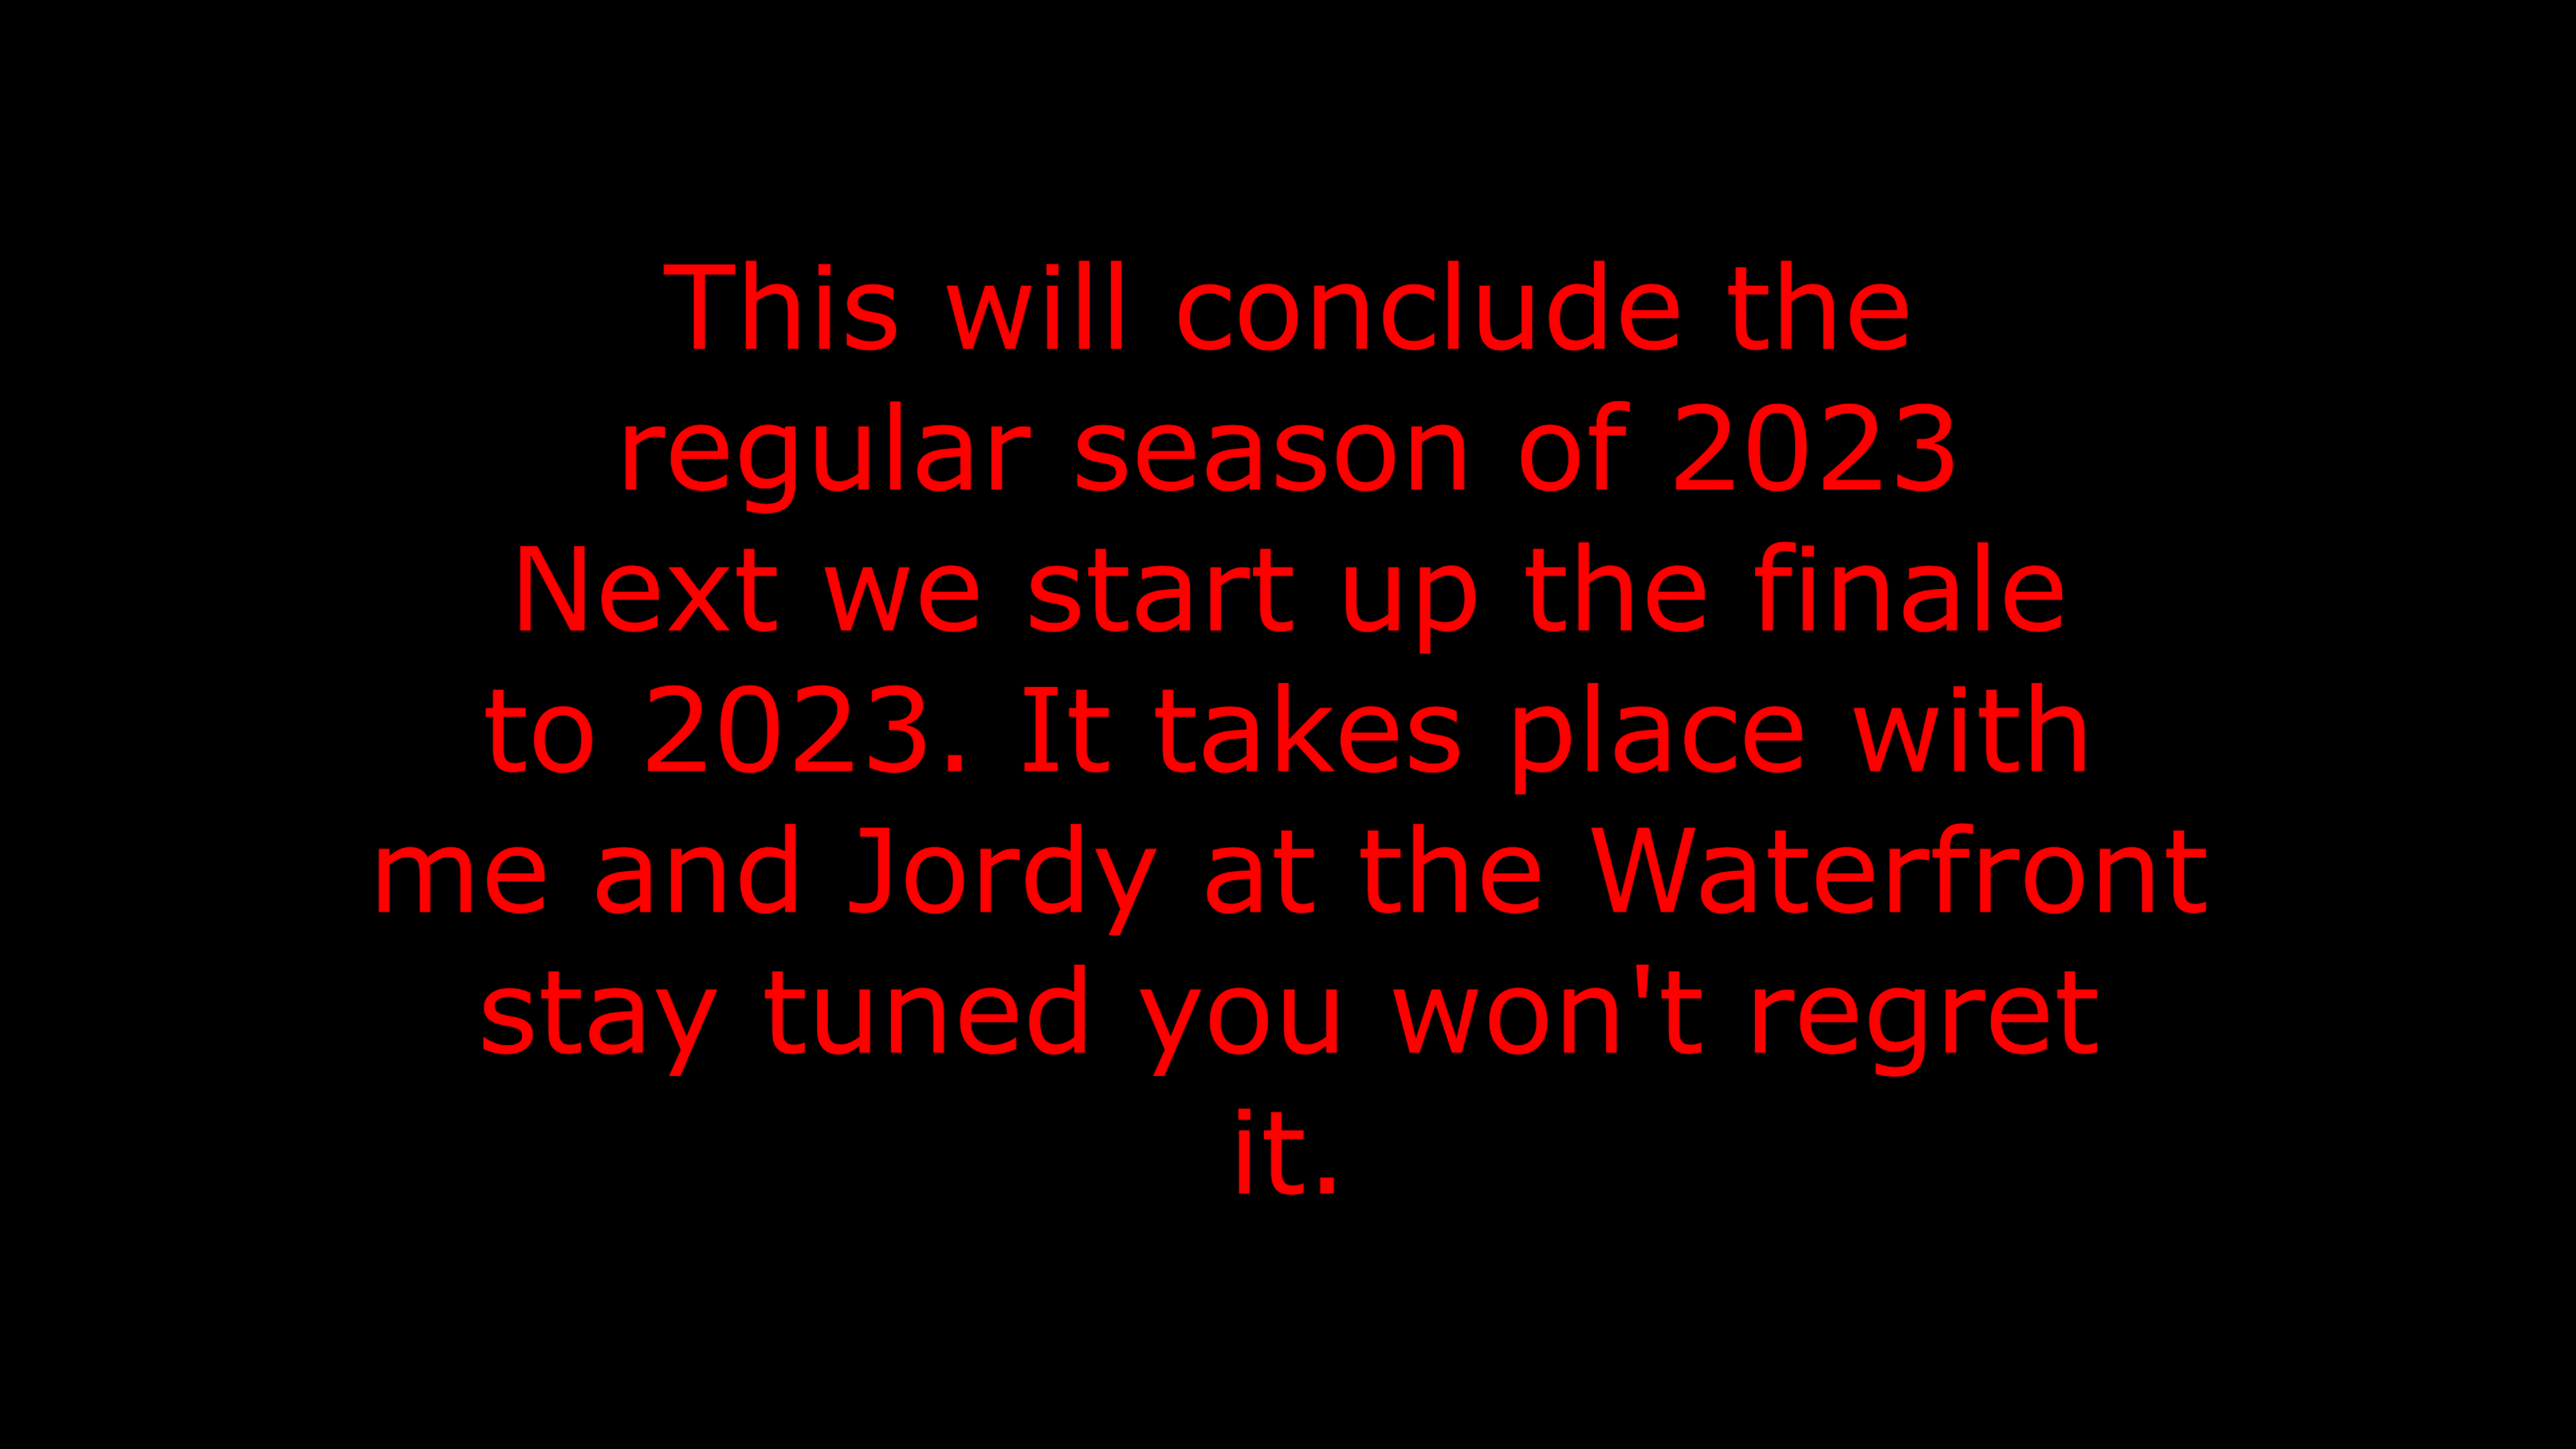 This will conclude the
regular season of 2023
Next we start up the finale
to 2023. It takes place with
me and Jordy at the Waterfront
stay tuned you won't regret
it.